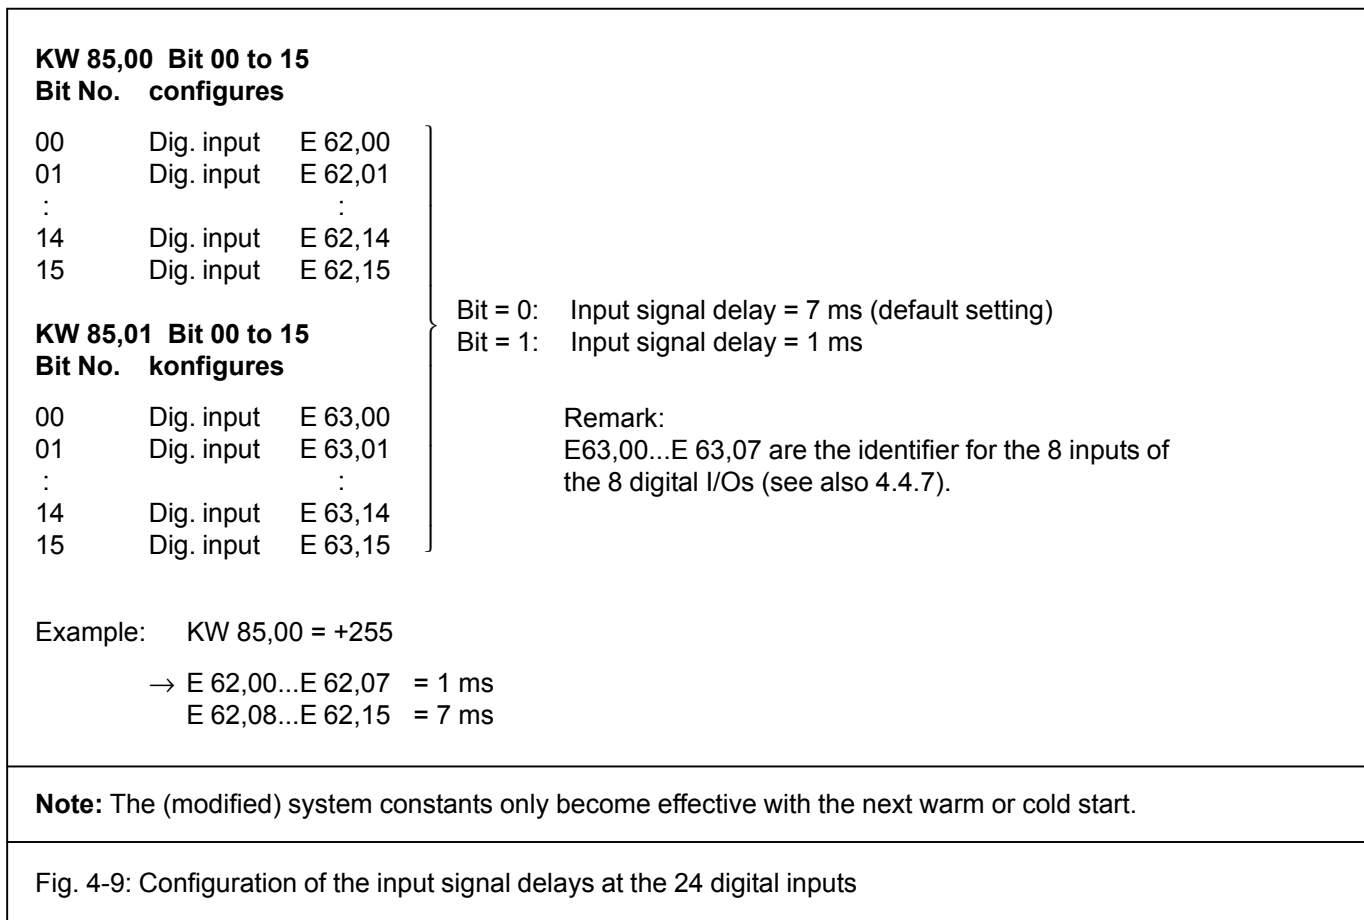 KW 85,00 Bit 00 to 15
Bit No. configures
00 Dig. input E 62,00
01 Dig. input E 62,01
: :
14 Dig. input E 62,14
15 Dig. input E 62,15
KW 85,01 Bit 00 to 15
Bit No. konfigures
00 Dig. input E 63,00
01 Dig. input E 63,01
: :
14 Dig. input E 63,14
15 Dig. input E 63,15
Bit = 0: Input signal delay = 7 ms (default setting)
Bit = 1: Input signal delay = 1 ms
Remark:
E63,00...E 63,07 are the identifier for the 8 inputs of
the 8 digital I/Os (see also 4.4.7).
Example: KW 85,00 = +255
→ E 62,00...E 62,07 = 1 ms
E 62,08...E 62,15 = 7 ms
Note: The (modified) system constants only become effective with the next warm or cold start.
Fig. 4-9: Configuration of the input signal delays at the 24 digital inputs